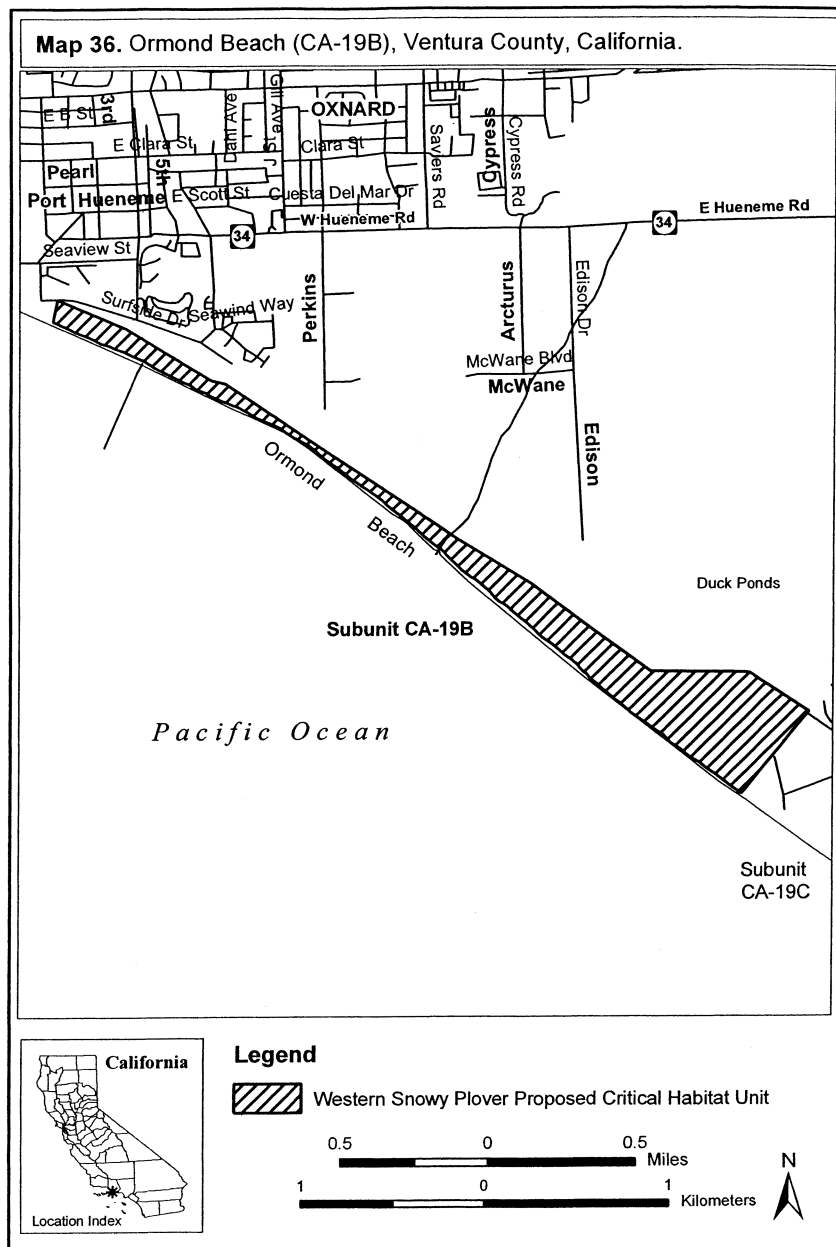 Map 36. Ormond Beach (CA-19B), Ventura County, California.
3rd
Dahl Ave
Gill Ave
OXNARD
E B St
E Clara St
J St
Clara St
Saviers Rd
Cypress
Cypress Rd
Pearl
5th
Port Hueneme
E Scott St
Cuesta Del Mar Dr
W Hueneme Rd
E Hueneme Rd
34
34
Seaview St
Surfside Dr
Seawind Way
Perkins
Arcturus
Edison Dr
McWane Blvd
McWane
Edison
Ormond
Beach
Duck Ponds
Subunit CA-19B
Pacific Ocean
Subunit
CA-19C
California
Location Index
Legend
Western Snowy Plover Proposed Critical Habitat Unit
0.5 0 0.5
Miles
1 0 1
Kilometers
N